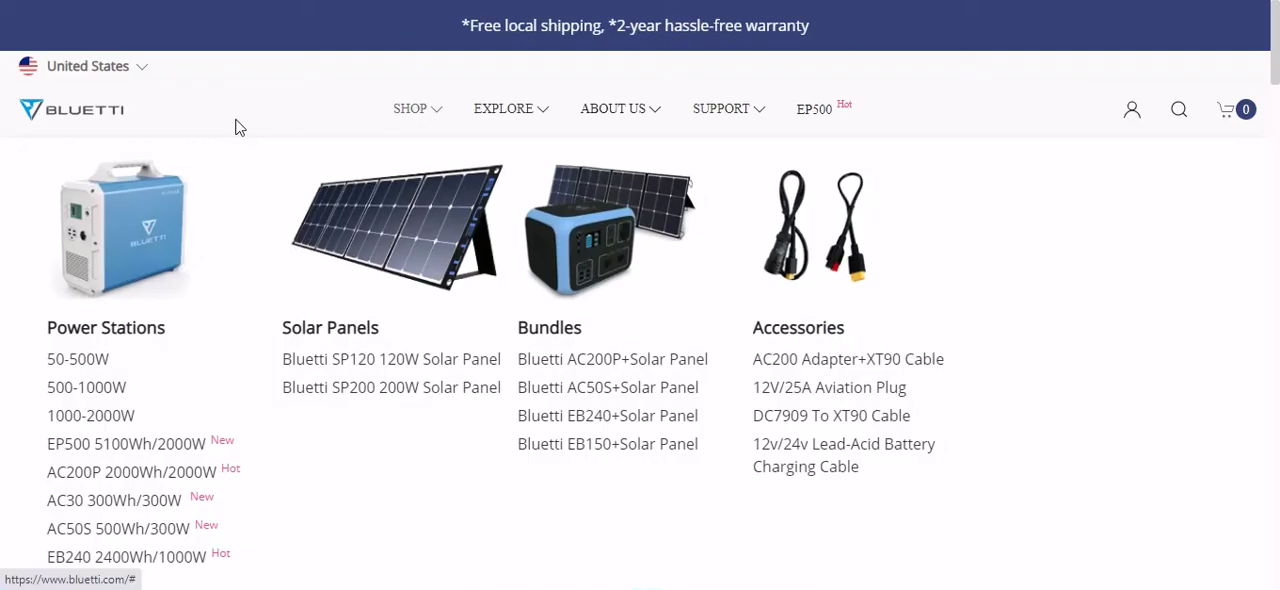 *Free local shipping, *2-year hassle-free warranty
United States
BLUETTI
SHOP EXPLORE ABOUT US SUPPORT EP500 Hot
0
BLUETTI
Power Stations
50-500W
500-1000W
1000-2000W
EP500 5100Wh/2000W New
AC200P 2000Wh/2000W Hot
AC30 300Wh/300W New
AC50S 500Wh/300W New
EB240 2400Wh/1000W Hot
Solar Panels
Bluetti SP120 120W Solar Panel
Bluetti SP200 200W Solar Panel
Bundles
Bluetti AC200P+Solar Panel
Bluetti AC50S+Solar Panel
Bluetti EB240+Solar Panel
Bluetti EB150+Solar Panel
Accessories
AC200 Adapter+XT90 Cable
12V/25A Aviation Plug
DC7909 To XT90 Cable
12v/24v Lead-Acid Battery
Charging Cable
https://www.bluetti.com/#